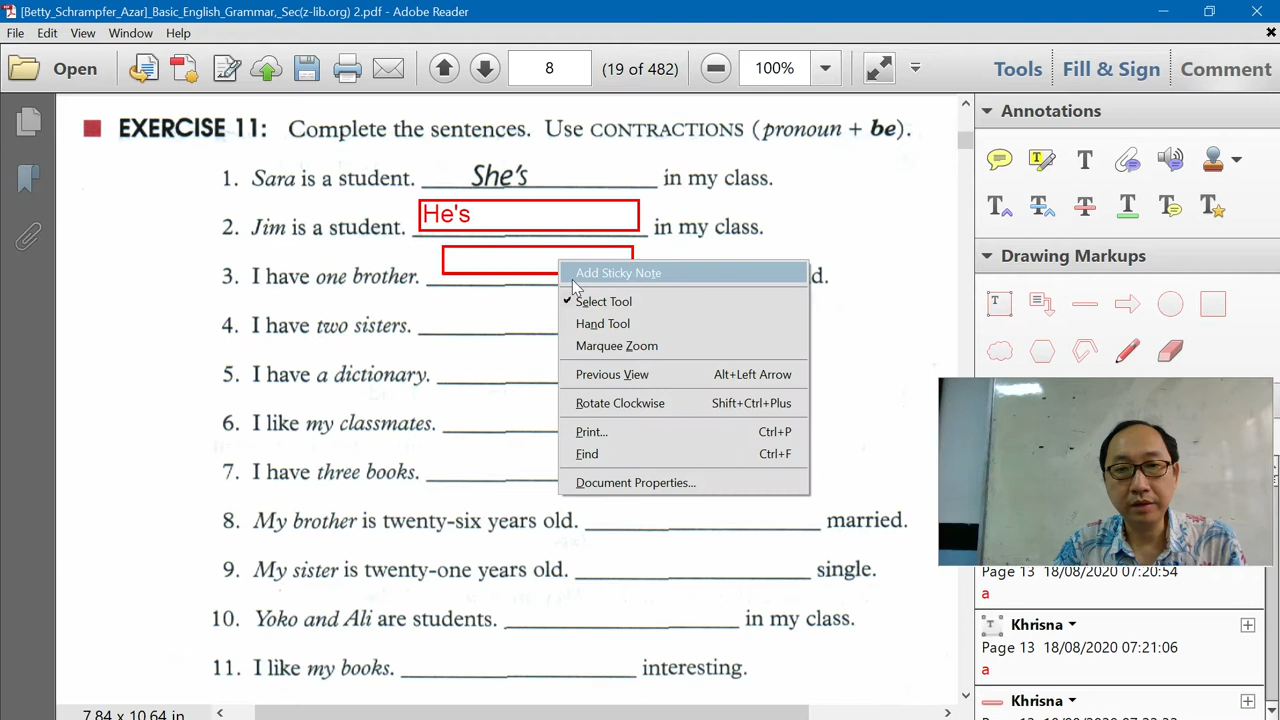 [Betty_Schrampfer_Azar]_Basic_English_Grammar,_Sec(z-lib.org) 2.pdf - Adobe Reader
File Edit View Window Help
Open 8 (19 of 482) 100% Tools Fill & Sign Comment
EXERCISE 11: Complete the sentences. Use CONTRACTIONS (pronoun + be).
1. Sara is a student. She's in my class.
2. Jim is a student. He's in my class.
3. I have one brother. d.
4. I have two sisters.
5. I have a dictionary.
6. I like my classmates.
7. I have three books.
8. My brother is twenty-six years old. married.
9. My sister is twenty-one years old. single.
10. Yoko and Ali are students. in my class.
11. I like my books. interesting.
7.84 x 10.64 in
Add Sticky Note
Select Tool
Hand Tool
Marquee Zoom
Previous View Alt+Left Arrow
Rotate Clockwise Shift+Ctrl+Plus
Print... Ctrl+P
Find Ctrl+F
Document Properties...
Annotations
Drawing Markups
Page 13 18/08/2020 07:20:54
a
Khrisna
Page 13 18/08/2020 07:21:06
a
Khrisna